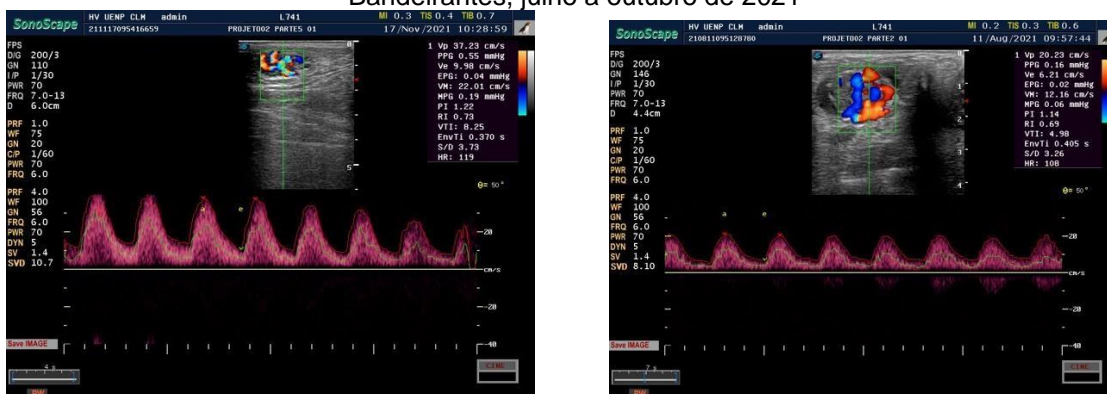 Bandeirantes, julho a outubro de 2021
SonoScape HV UENP CLM admin L741 MI 0.3 TIS 0.4 TIB 0.7
211117095416659 PROJETO02 PARTE5 01 17/Nov/2021 10:28:59
FPS
D/G 200/3
GN 110
I/P 1/30
PWR 70
FRQ 7.0-13
D 6.0cm
PRF 1.0
WF 75
GN 20
C/P 1/60
PWR 70
FRQ 6.0
PRF 4.0
WF 100
GN 56
FRQ 6.0
PWR 70
DYN 5
SV 1.4
SVD 10.7
0
5
1 Vp 37.23 cm/s
PPG 0.55 mmHg
Ve 9.98 cm/s
EPG: 0.04 mmHg
VM: 22.01 cm/s
MPG 0.19 mmHg
PI 1.22
RI 0.73
VTI: 8.25
EnvTi 0.370 s
S/D 3.73
HR: 119
θ= 50°
a e
-20
cm/s
-20
-40
Save IMAGE
4 s
CINE
PW
SonoScape HV UENP CLM admin L741 MI 0.2 TIS 0.3 TIB 0.6
210811095128780 PROJETO02 PARTE2 01 11/Aug/2021 09:57:44
FPS
D/G 200/3
GN 146
I/P 1/30
PWR 70
FRQ 7.0-13
D 4.4cm
PRF 1.0
WF 75
GN 20
C/P 1/60
PWR 70
FRQ 6.0
PRF 4.0
WF 100
GN 56
FRQ 6.0
PWR 70
DYN 5
SV 1.4
SVD 8.10
2
3
4
1 Vp 20.23 cm/s
PPG 0.16 mmHg
Ve 6.21 cm/s
EPG: 0.02 mmHg
VM: 12.16 cm/s
MPG 0.06 mmHg
PI 1.14
RI 0.69
VTI: 4.98
EnvTi 0.405 s
S/D 3.26
HR: 108
θ= 50°
a e
-20
cm/s
-20
-40
Save IMAGE
7 s
CINE
PW